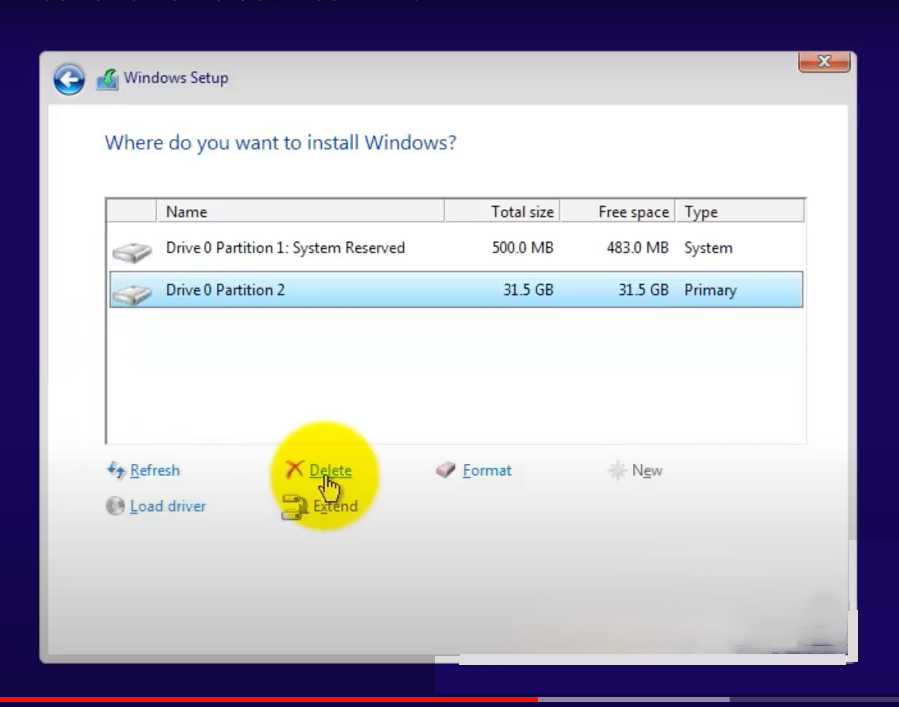 Windows Setup
Where do you want to install Windows?
Name Total size Free space Type
Drive 0 Partition 1: System Reserved 500.0 MB 483.0 MB System
Drive 0 Partition 2 31.5 GB 31.5 GB Primary
Refresh Delete Format New
Load driver Extend